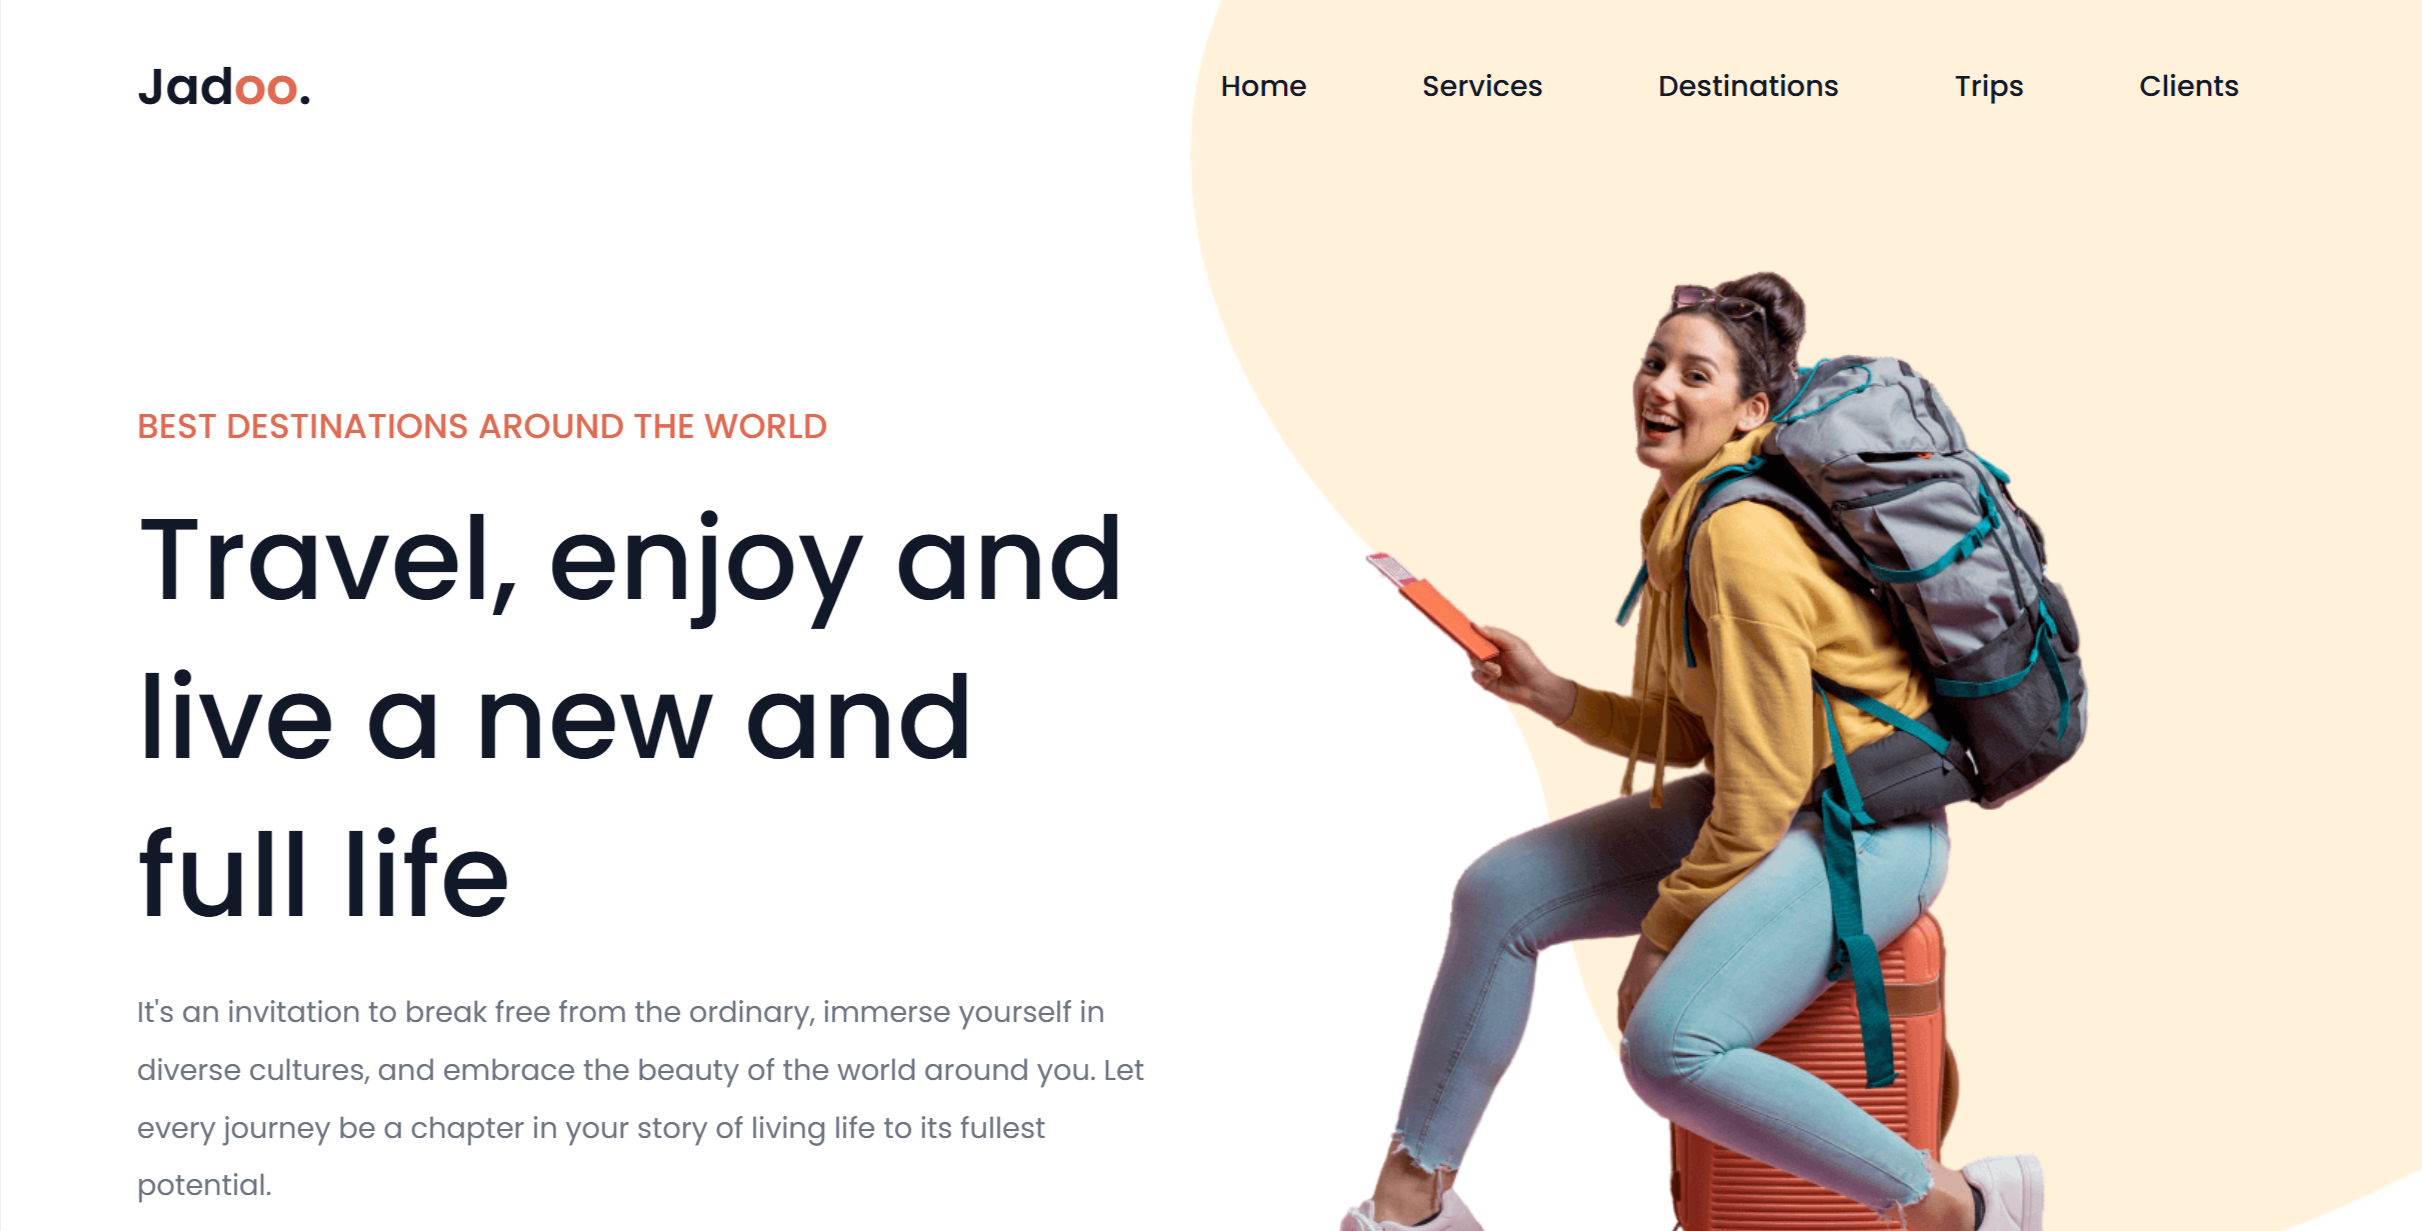 Jadoo.
Home Services Destinations Trips Clients
BEST DESTINATIONS AROUND THE WORLD
Travel, enjoy and
live a new and
full life
It's an invitation to break free from the ordinary, immerse yourself in
diverse cultures, and embrace the beauty of the world around you. Let
every journey be a chapter in your story of living life to its fullest
potential.